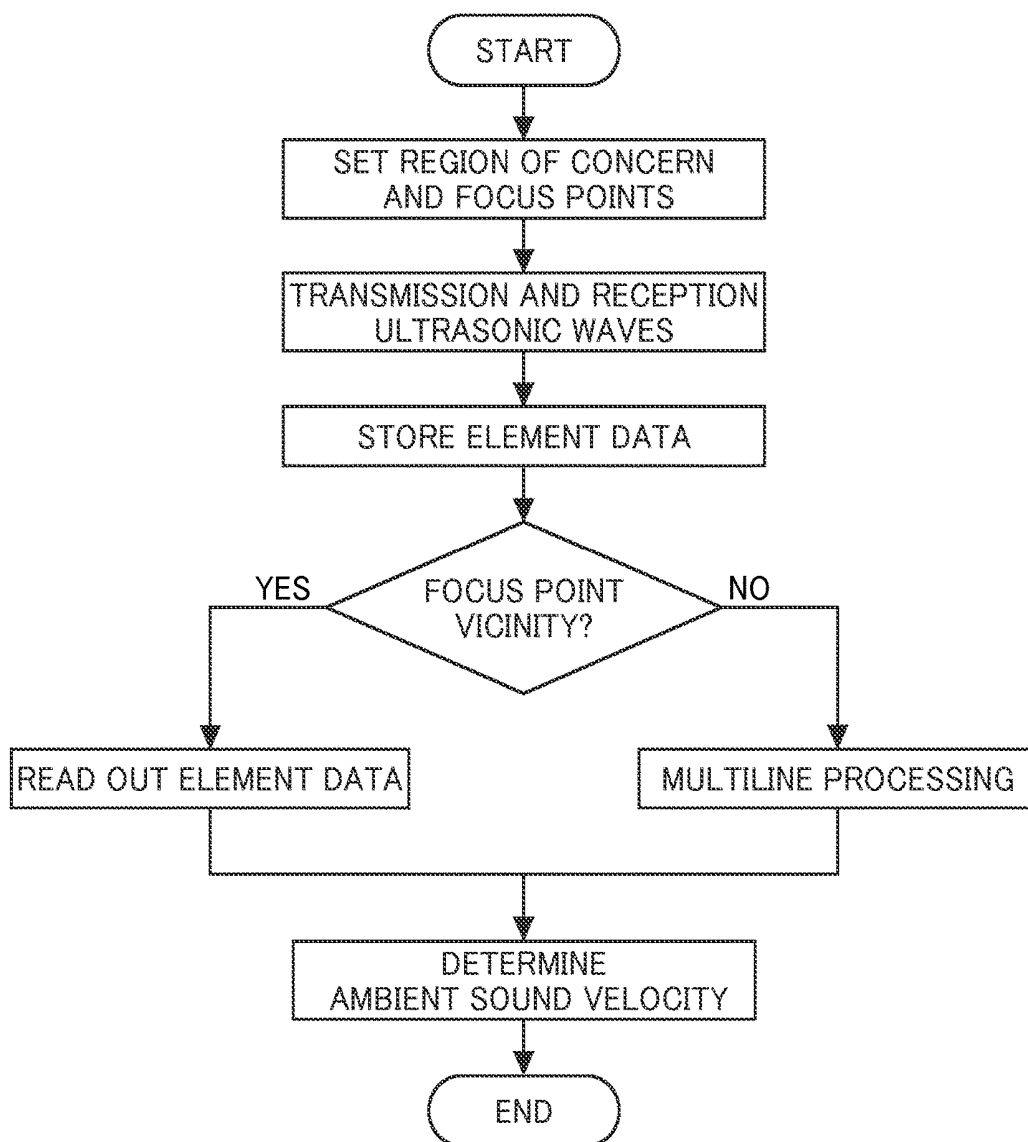 START
SET REGION OF CONCERN
AND FOCUS POINTS
TRANSMISSION AND RECEPTION
ULTRASONIC WAVES
STORE ELEMENT DATA
YES
FOCUS POINT
VICINITY?
NO
READ OUT ELEMENT DATA
MULTILINE PROCESSING
DETERMINE
AMBIENT SOUND VELOCITY
END